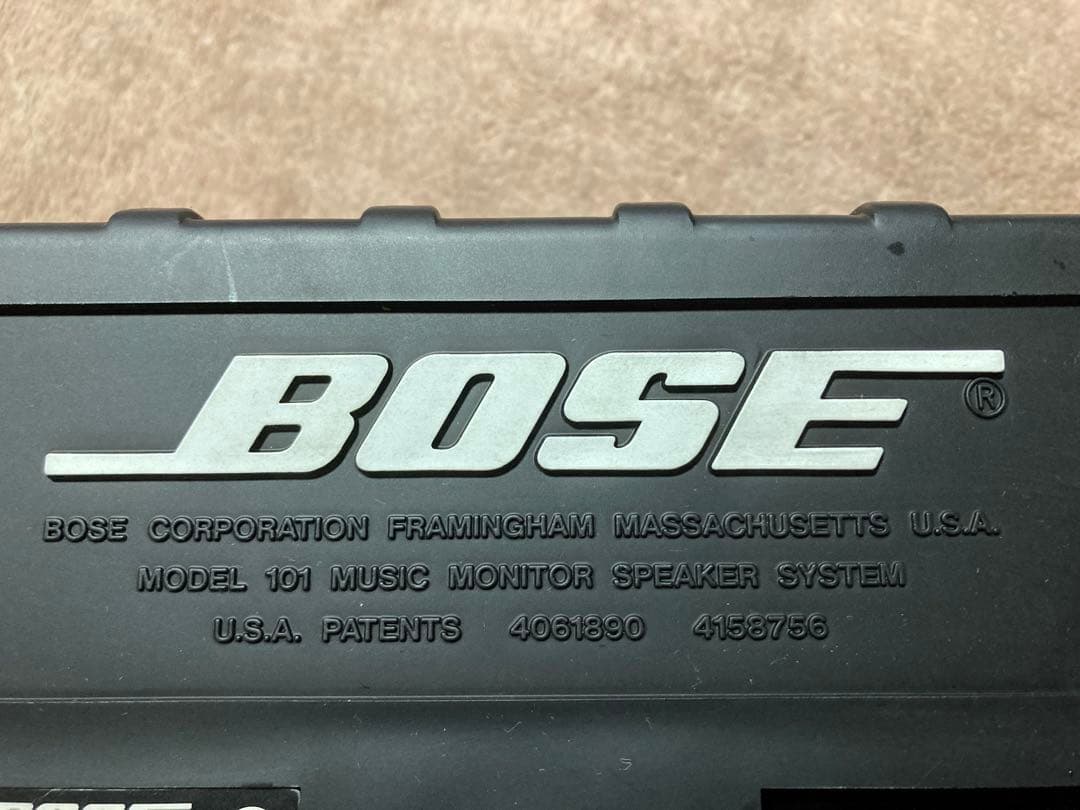 BOSE®
BOSE CORPORATION FRAMINGHAM MASSACHUSETTS U.S.A.
MODEL 101 MUSIC MONITOR SPEAKER SYSTEM
U.S.A. PATENTS 4061890 4158756